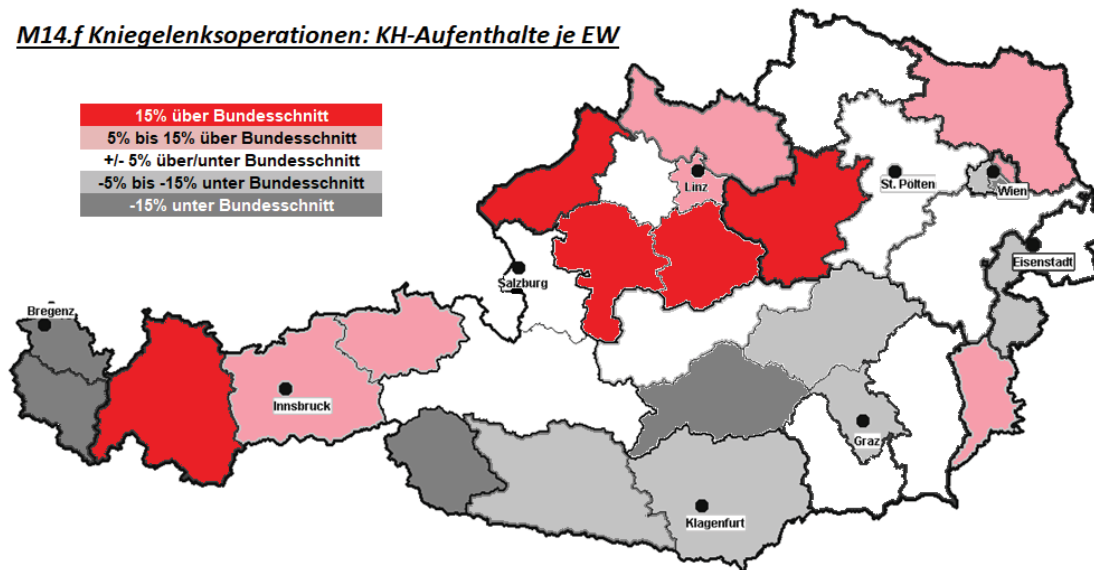 M14.f Kniegelenksoperationen: KH-Aufenthalte je EW
15% über Bundesschnitt
5% bis 15% über Bundesschnitt
+/- 5% über/unter Bundesschnitt
-5% bis -15% unter Bundesschnitt
-15% unter Bundesschnitt
Linz
St. Pölten
Wien
Eisenstadt
Salzburg
Bregenz
Innsbruck
Graz
Klagenfurt